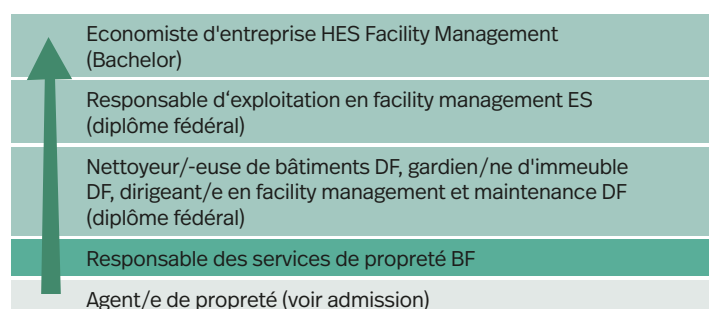 Economiste d'entreprise HES Facility Management
(Bachelor)
Responsable d‘exploitation en facility management ES
(diplôme fédéral)
Nettoyeur/-euse de bâtiments DF, gardien/ne d'immeuble
DF, dirigeant/e en facility management et maintenance DF
(diplôme fédéral)
Responsable des services de propreté BF
Agent/e de propreté (voir admission)